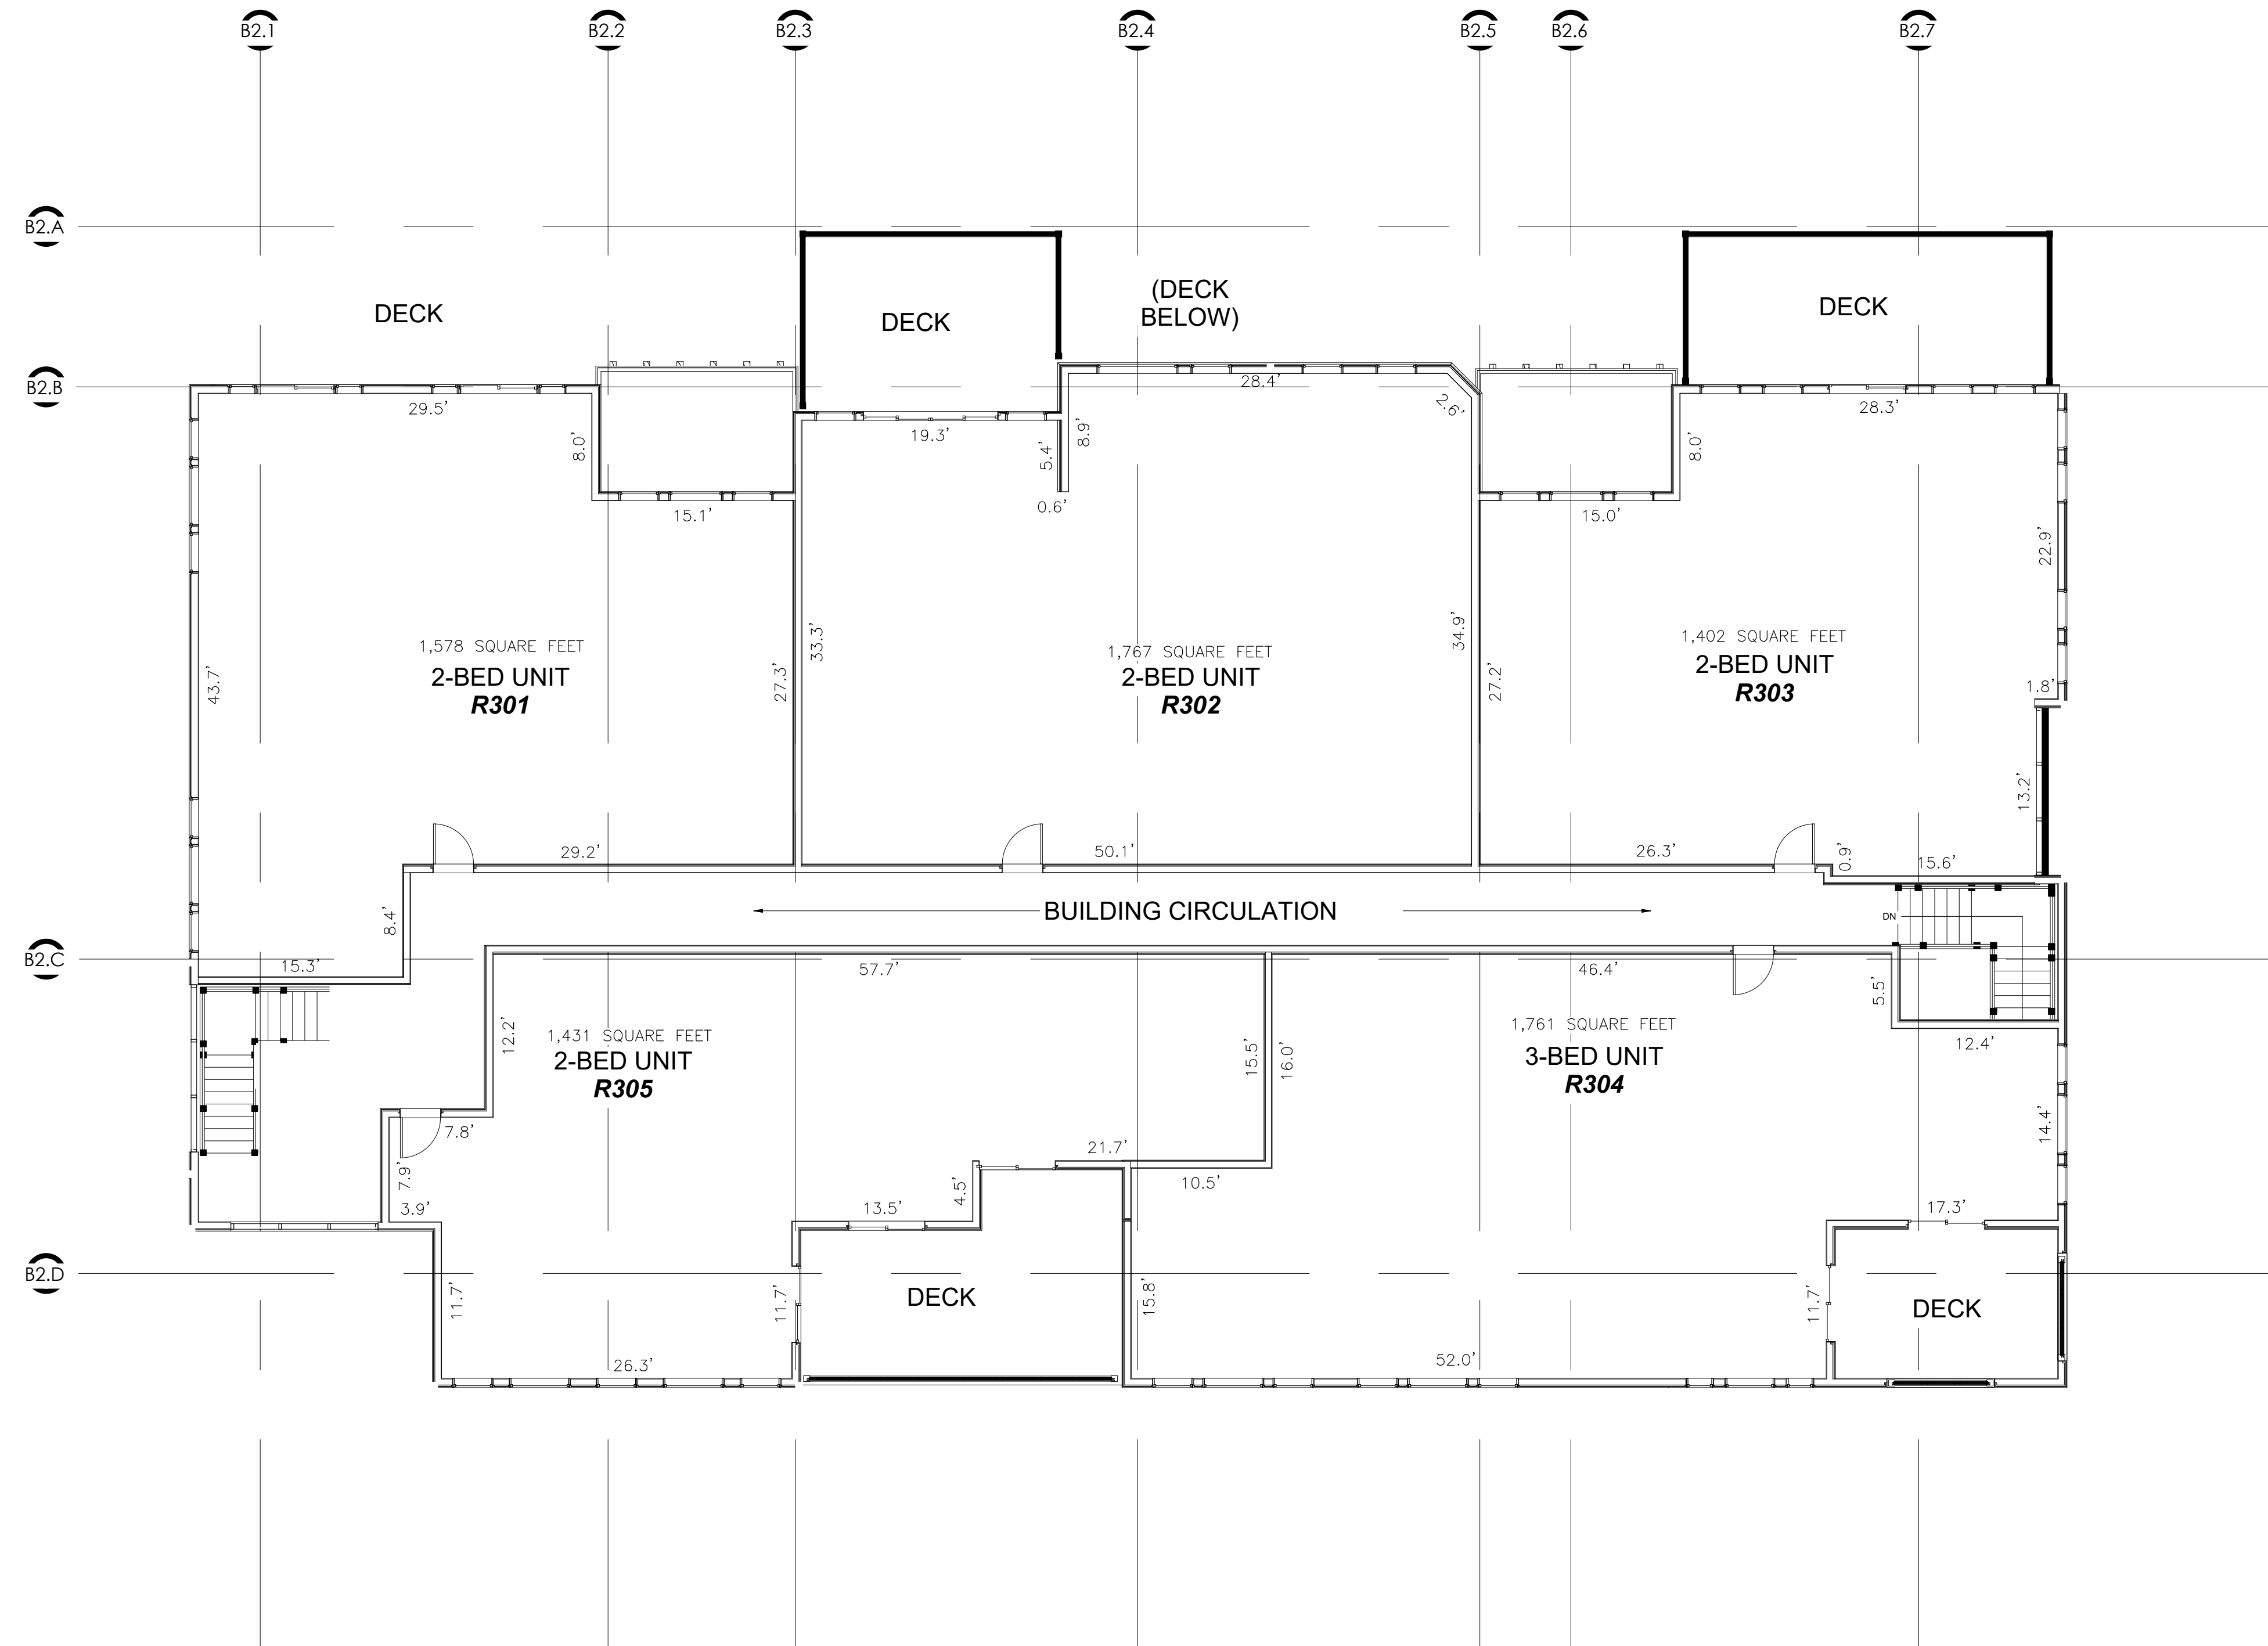 B2.1
B2.2
B2.3
B2.4
B2.5
B2.6
B2.7
B2.A
DECK
DECK
(DECK
BELOW)
DECK
B2.B
29.5'
8.0'
15.1'
19.3'
5.4'
8.9'
0.6'
28.4'
2.6'
28.3'
8.0'
15.0'
22.9'
1,578 SQUARE FEET
2-BED UNIT
R301
43.7'
27.3'
33.3'
1,767 SQUARE FEET
2-BED UNIT
R302
34.9'
27.2'
1,402 SQUARE FEET
2-BED UNIT
R303
1.8'
13.2'
29.2'
50.1'
26.3'
0.9'
15.6'
8.4'
BUILDING CIRCULATION
DN
B2.C
15.3'
57.7'
46.4'
5.5'
12.2'
1,431 SQUARE FEET
2-BED UNIT
R305
15.5'
16.0'
1,761 SQUARE FEET
3-BED UNIT
R304
12.4'
14.4'
7.8'
7.9'
3.9'
21.7'
10.5'
4.5'
13.5'
17.3'
B2.D
11.7'
11.7'
DECK
15.8'
11.7'
DECK
26.3'
52.0'